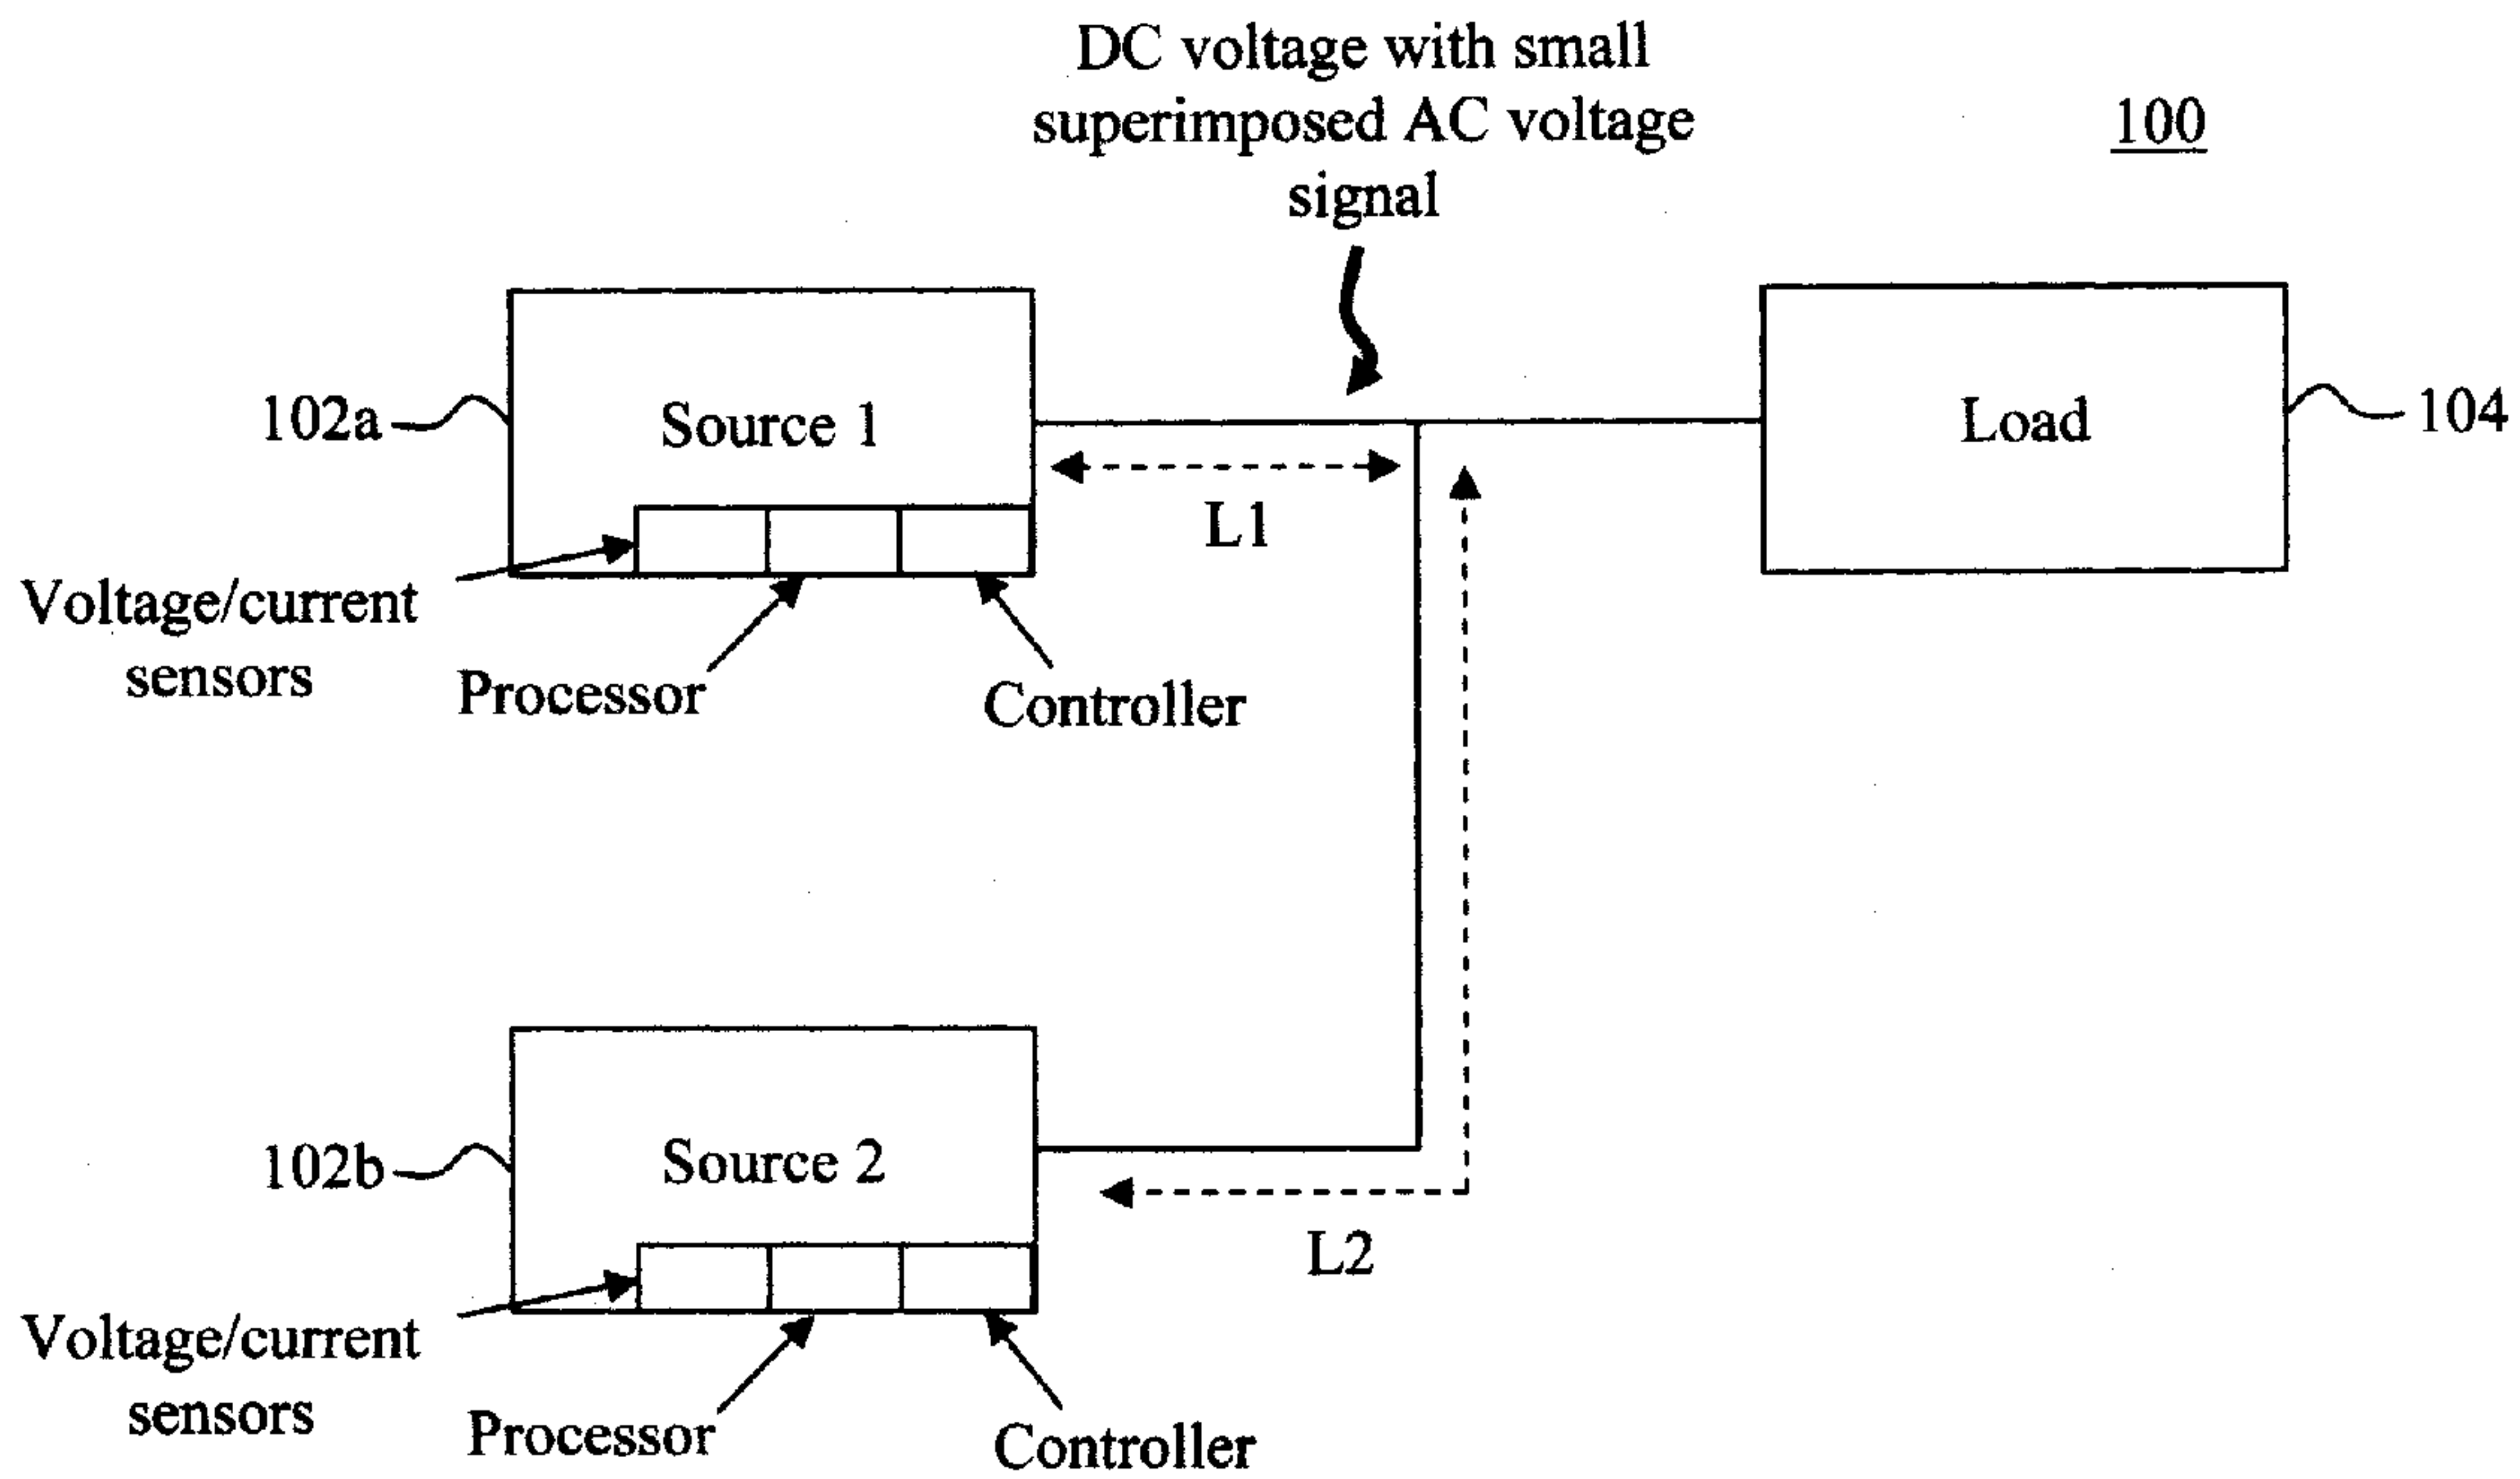 DC voltage with small
superimposed AC voltage
signal
100
102a
Source 1
Load
104
L1
Voltage/current
sensors
Processor
Controller
102b
Source 2
L2
Voltage/current
sensors
Processor
Controller